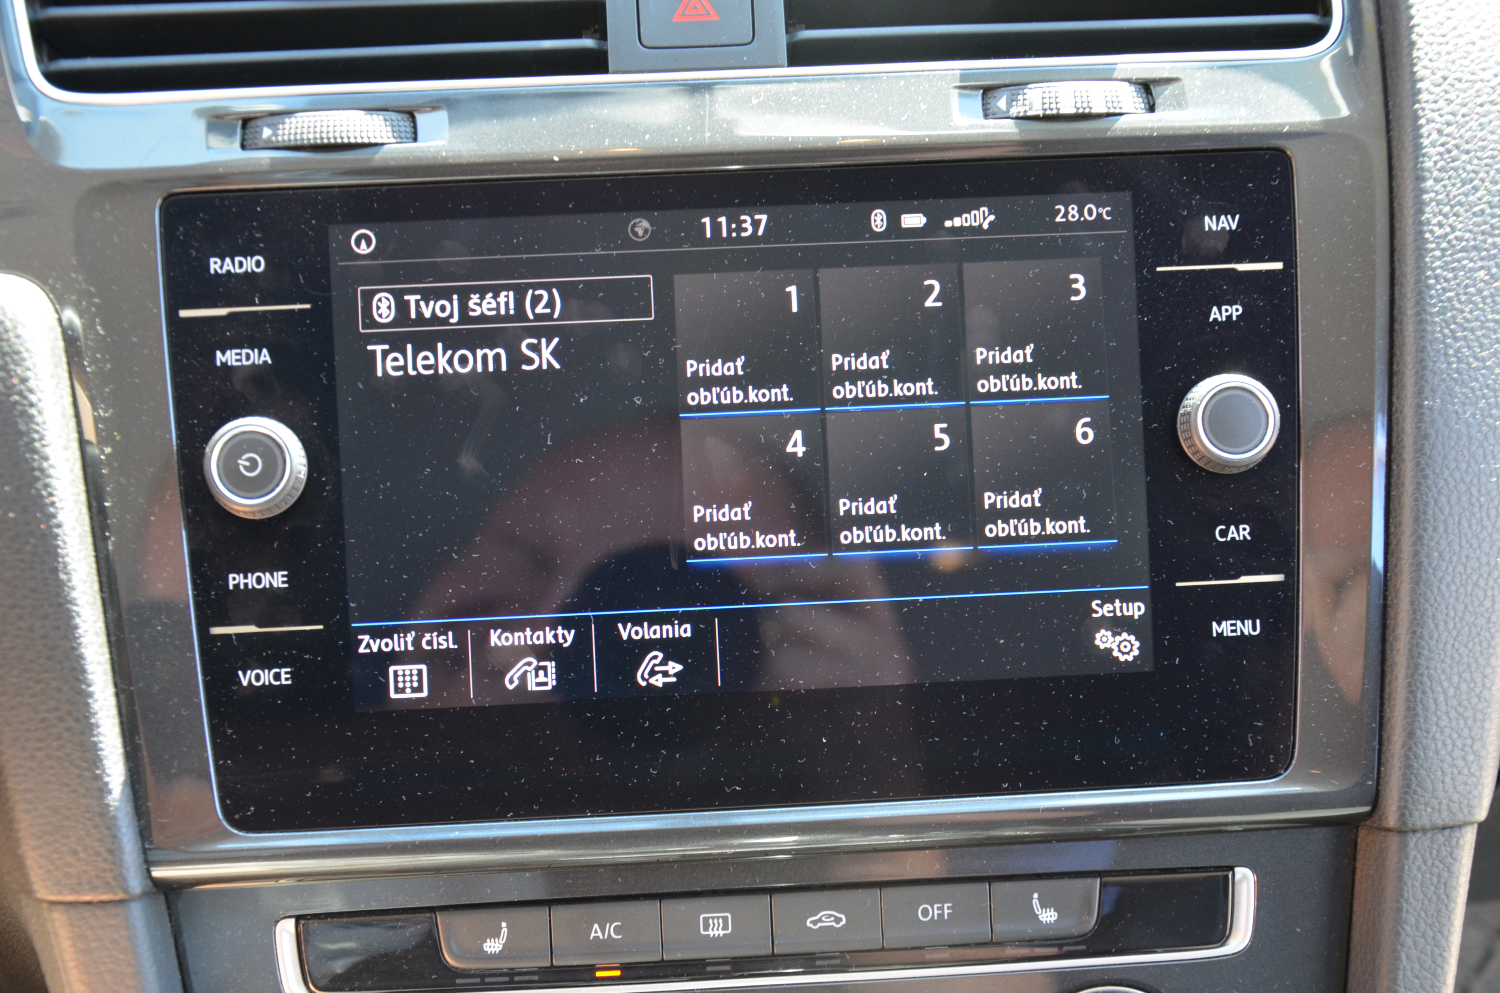 11:37
28.0°C
RADIO
MEDIA
PHONE
VOICE
Tvoj šéf! (2)
Telekom SK
1
Pridať
obľúb.kont.
2
Pridať
obľúb.kont.
3
Pridať
obľúb.kont.
4
Pridať
obľúb.kont.
5
Pridať
obľúb.kont.
6
Pridať
obľúb.kont.
Zvoliť čísl.
Kontakty
Volania
Setup
NAV
APP
CAR
MENU
A/C
OFF